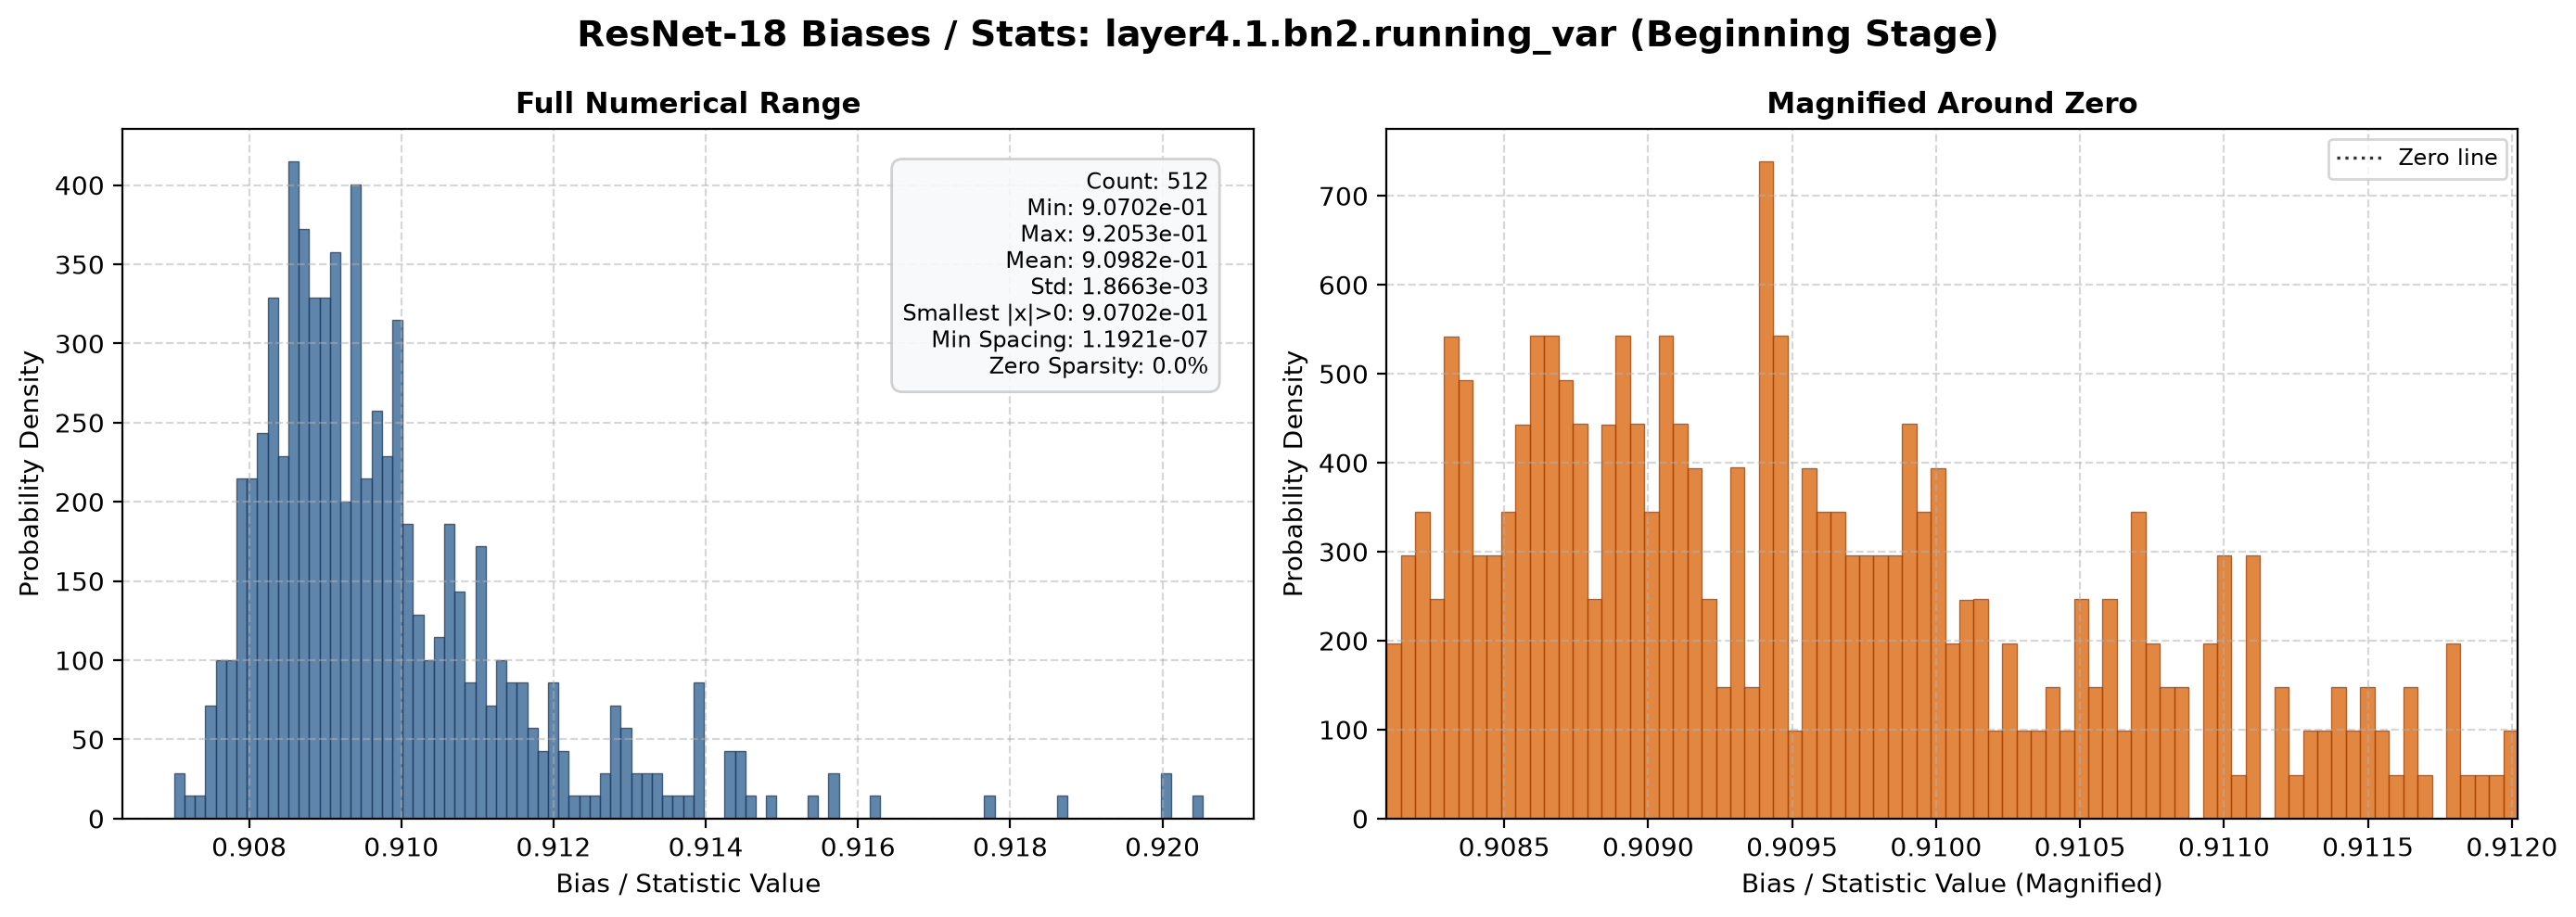 ResNet-18 Biases / Stats: layer4.1.bn2.running_var (Beginning Stage)
Full Numerical Range
Probability Density
400
350
300
250
200
150
100
50
0
Count: 512
Min: 9.0702e-01
Max: 9.2053e-01
Mean: 9.0982e-01
Std: 1.8663e-03
Smallest |x|>0: 9.0702e-01
Min Spacing: 1.1921e-07
Zero Sparsity: 0.0%
0.908 0.910 0.912 0.914 0.916 0.918 0.920
Bias / Statistic Value
Magnified Around Zero
Probability Density
700
600
500
400
300
200
100
0
Zero line
0.9085 0.9090 0.9095 0.9100 0.9105 0.9110 0.9115 0.9120
Bias / Statistic Value (Magnified)